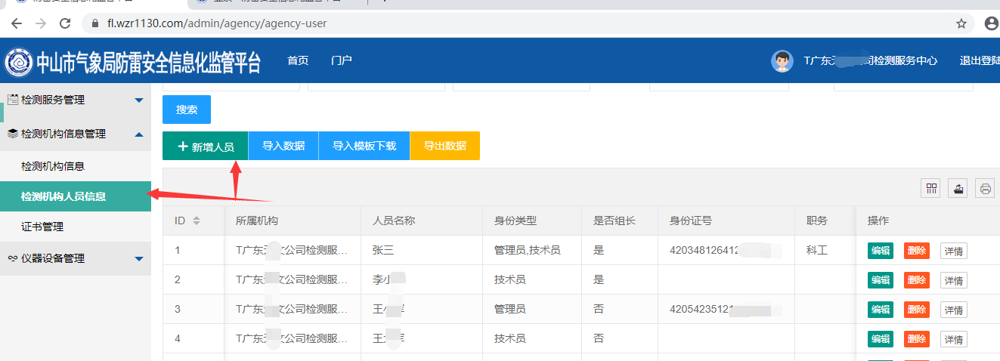 fl.wzr1130.com/admin/agency/agency-user
中山市气象局防雷安全信息化监管平台 首页 门户 T广东 司检测服务中心 退出登陆
检测服务管理
检测机构信息管理
检测机构信息
检测机构人员信息
证书管理
仪器设备管理
搜索
新增人员 导入数据 导入模板下载 导出数据
ID 所属机构 人员名称 身份类型 是否组长 身份证号 职务 操作
1 T广东 公司检测服... 张三 管理员,技术员 是 420348126412 科工 编辑 删除 详情
2 T广东 公司检测服... 李小 技术员 是 编辑 删除 详情
3 T广东 公司检测服... 王 管理员 否 42054235121 编辑 删除 详情
4 T广东 公司检测服... 王 技术员 否 编辑 删除 详情